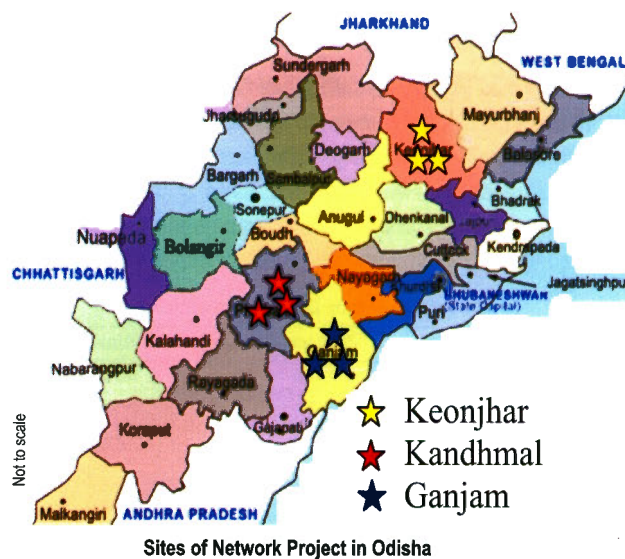 JHARKHAND
WEST BENGAL
Sundergarh
Mayurbhanj
Jharsuguda
Keonjhar
Balasore
Deogarh
Sambalpur
Bargarh
Bhadrak
Sonepur
Anugul
Dhenkanal
Jajpur
Nuapada
Bolangir
Boudh
Cuttack
Kendrapada
CHHATTISGARH
Nayagarh
Khurdha
Jagatsinghpur
BHUBANESHWAR
(State Capital)
Puri
Kalahandi
Ganjam
Nabarangpur
Rayagada
Gajapati
Koraput
Malkangiri
ANDHRA PRADESH
Not to scale
Keonjhar
Kandhmal
Ganjam
Sites of Network Project in Odisha